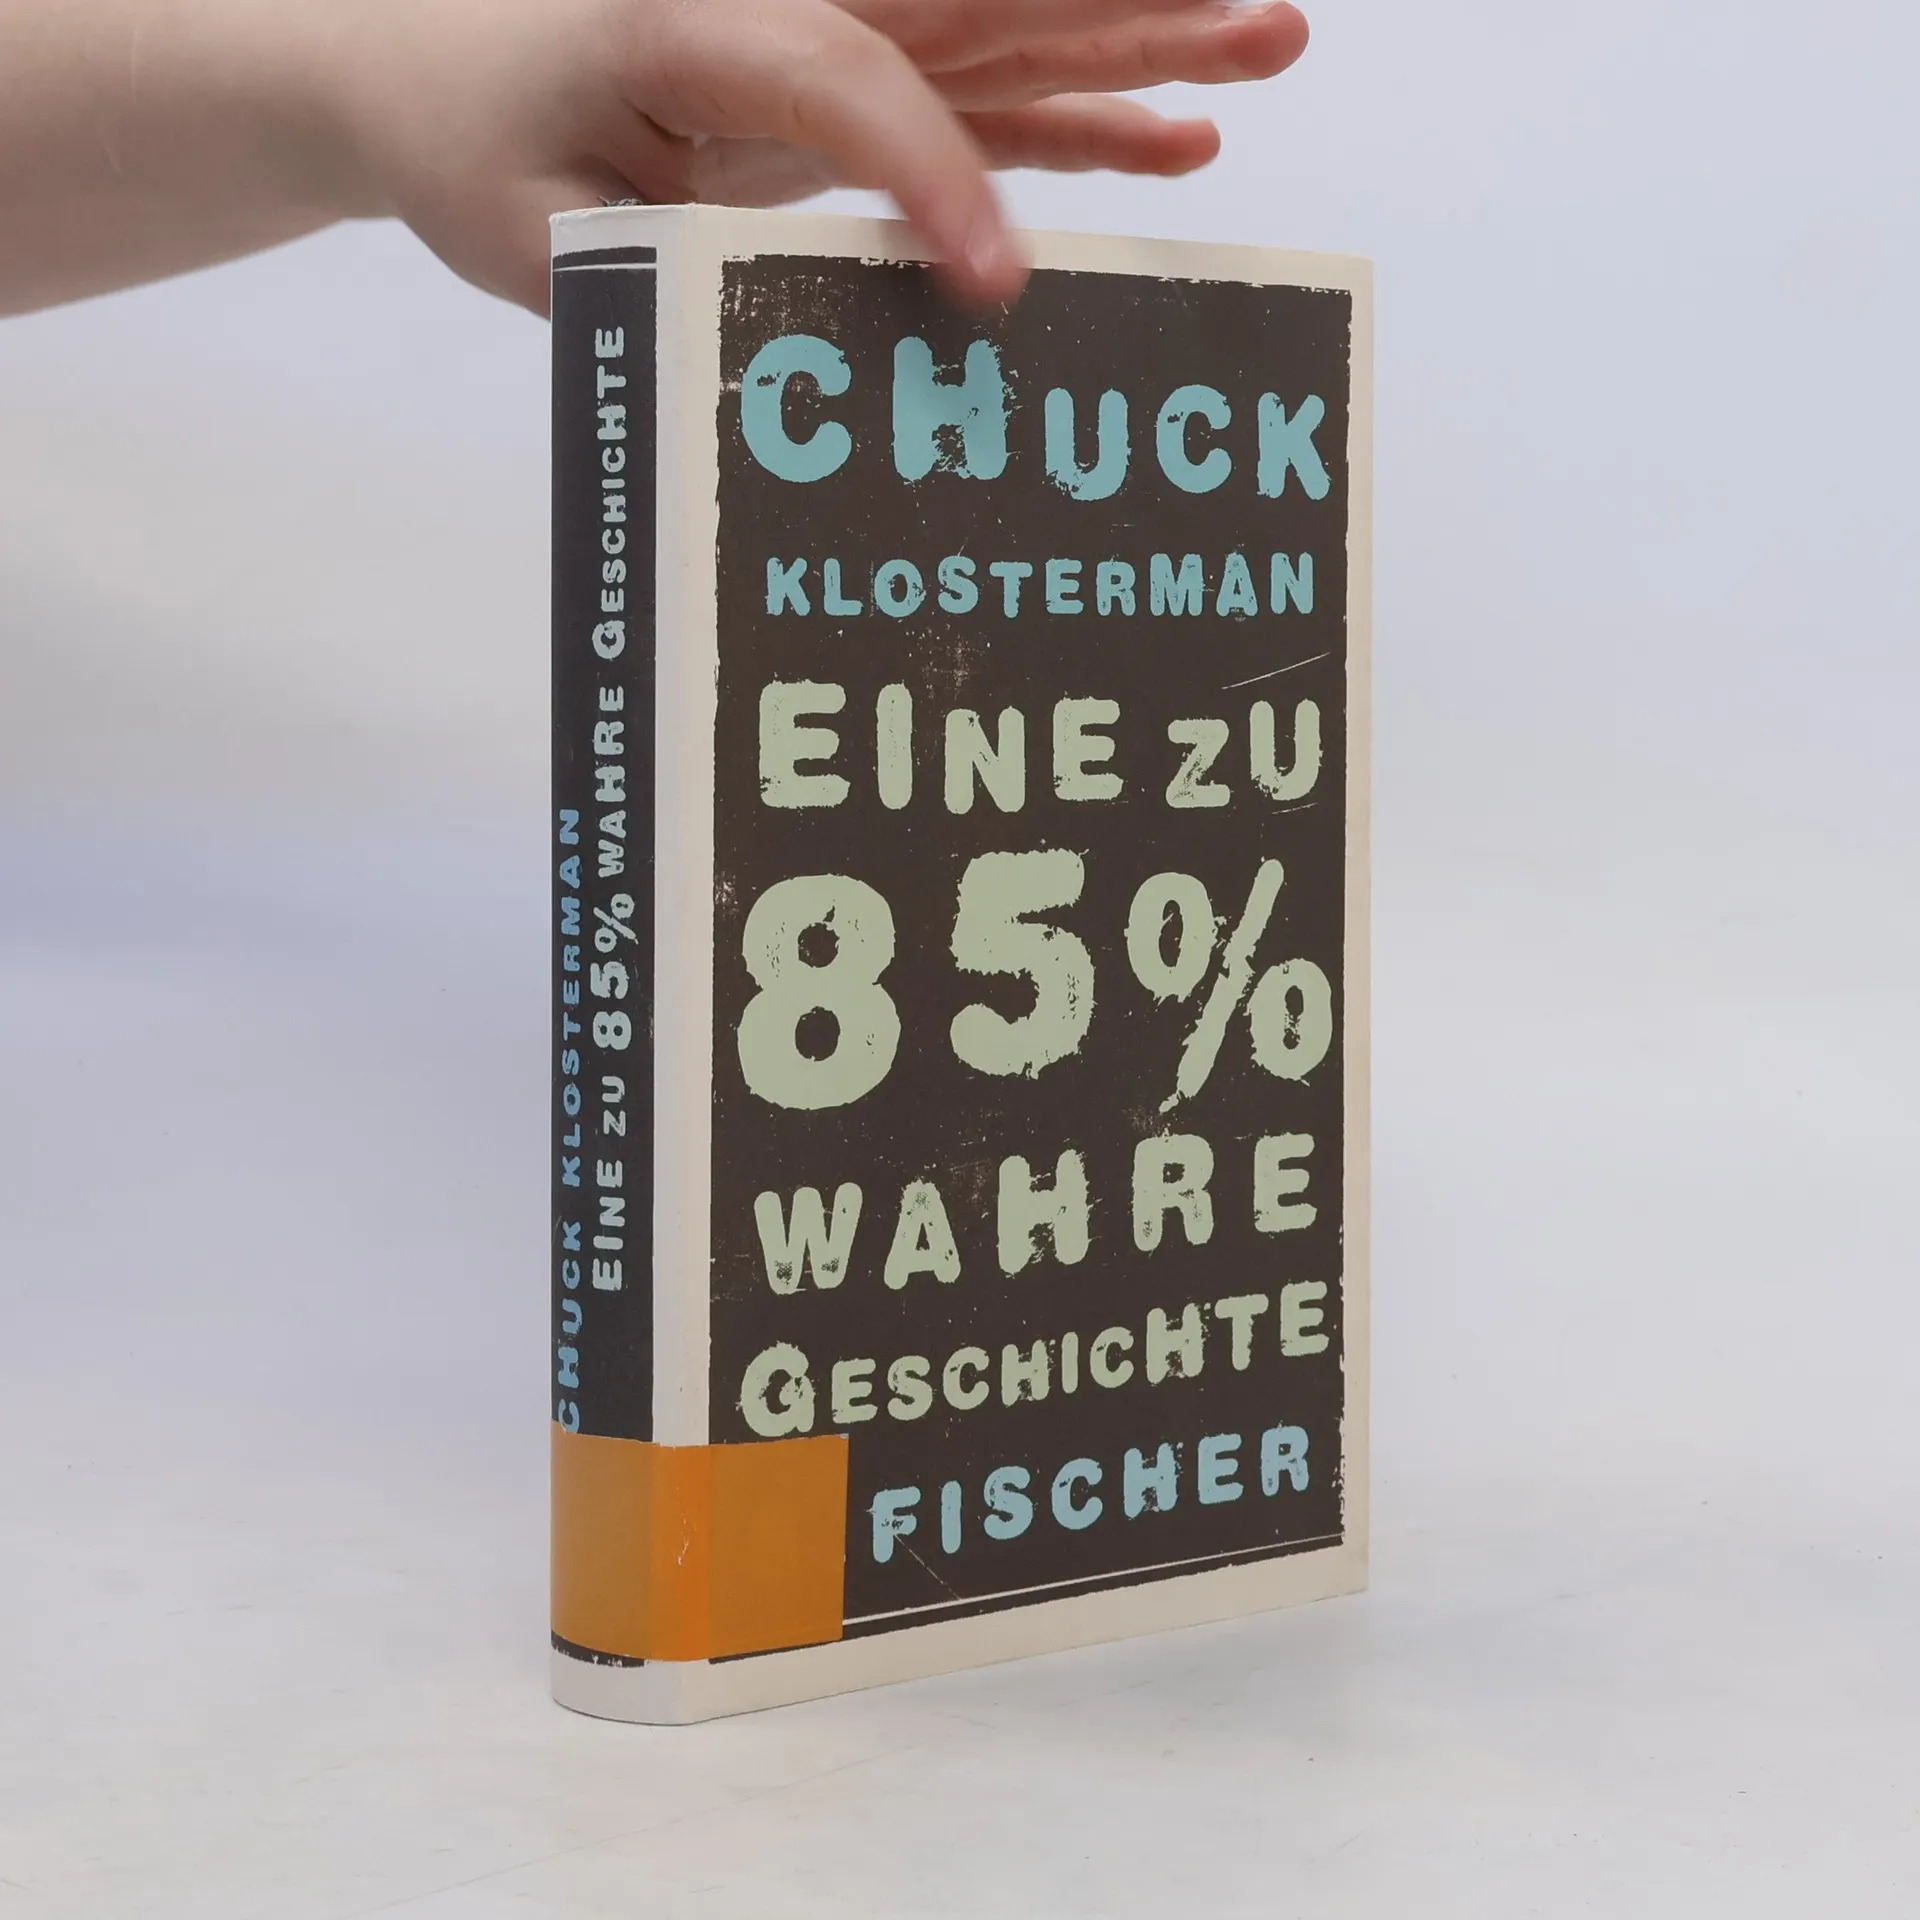 CHUCK KLOSTERMAN
EINE ZU 85% WAHRE GESCHICHTE
CHUCK
KLOSTERMAN
EINE ZU
85%
WAHRE
GESCHICHTE
FISCHER